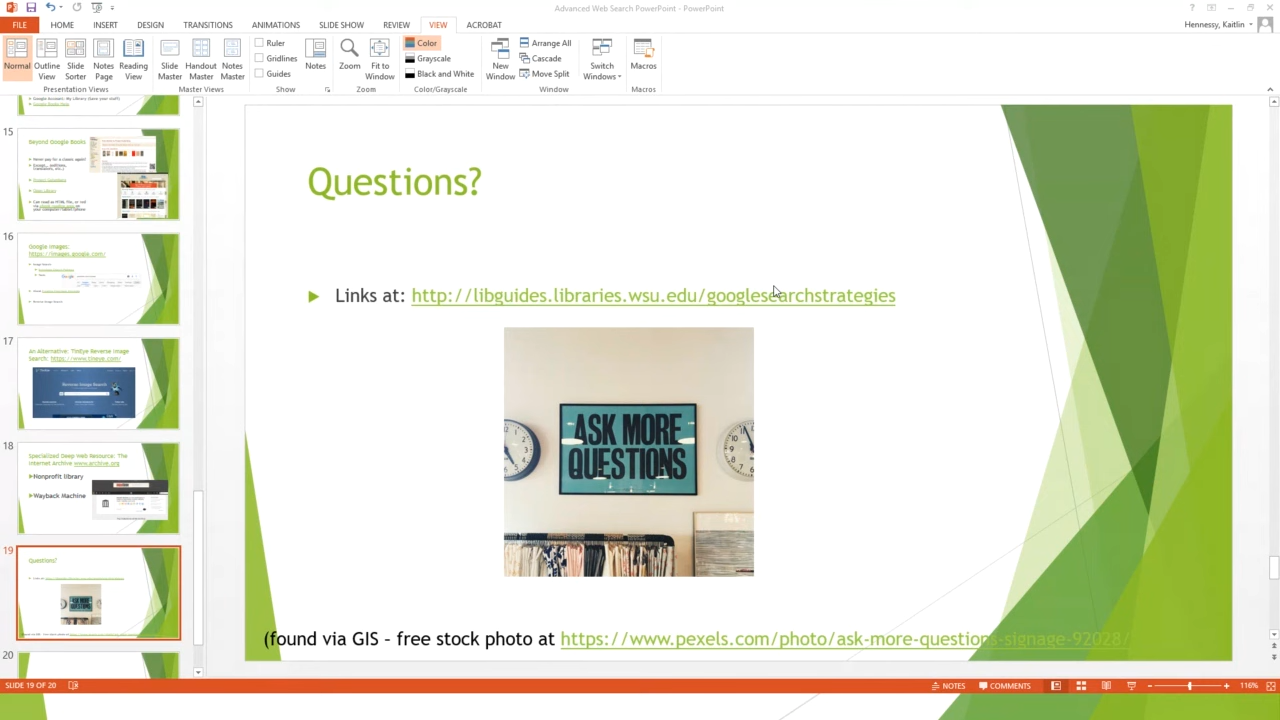 Advanced Web Search PowerPoint - PowerPoint
FILE HOME INSERT DESIGN TRANSITIONS ANIMATIONS SLIDE SHOW REVIEW VIEW ACROBAT
Hennessy, Kaitlin
Normal
Outline View
Slide Sorter
Notes Page
Reading View
Presentation Views
Slide Master
Handout Master
Notes Master
Master Views
Ruler
Gridlines
Guides
Notes
Show
Zoom
Fit to Window
Zoom
Color
Grayscale
Black and White
Color/Grayscale
New Window
Arrange All
Cascade
Move Split
Switch Windows
Window
Macros
Macros
15
Beyond Google Books
16
Google Images:
https://images.google.com/
17
An Alternative: TinEye Reverse Image
Search: https://www.tineye.com/
18
Specialized Deep Web Resource: The
Internet Archive www.archive.org
Nonprofit library
Wayback Machine
19
Questions?
20
Questions?
Links at: http://libguides.libraries.wsu.edu/googlesearchstrategies
ASK MORE
QUESTIONS
(found via GIS – free stock photo at https://www.pexels.com/photo/ask-more-questions-signage-92028/
SLIDE 19 OF 20
NOTES
COMMENTS
116%